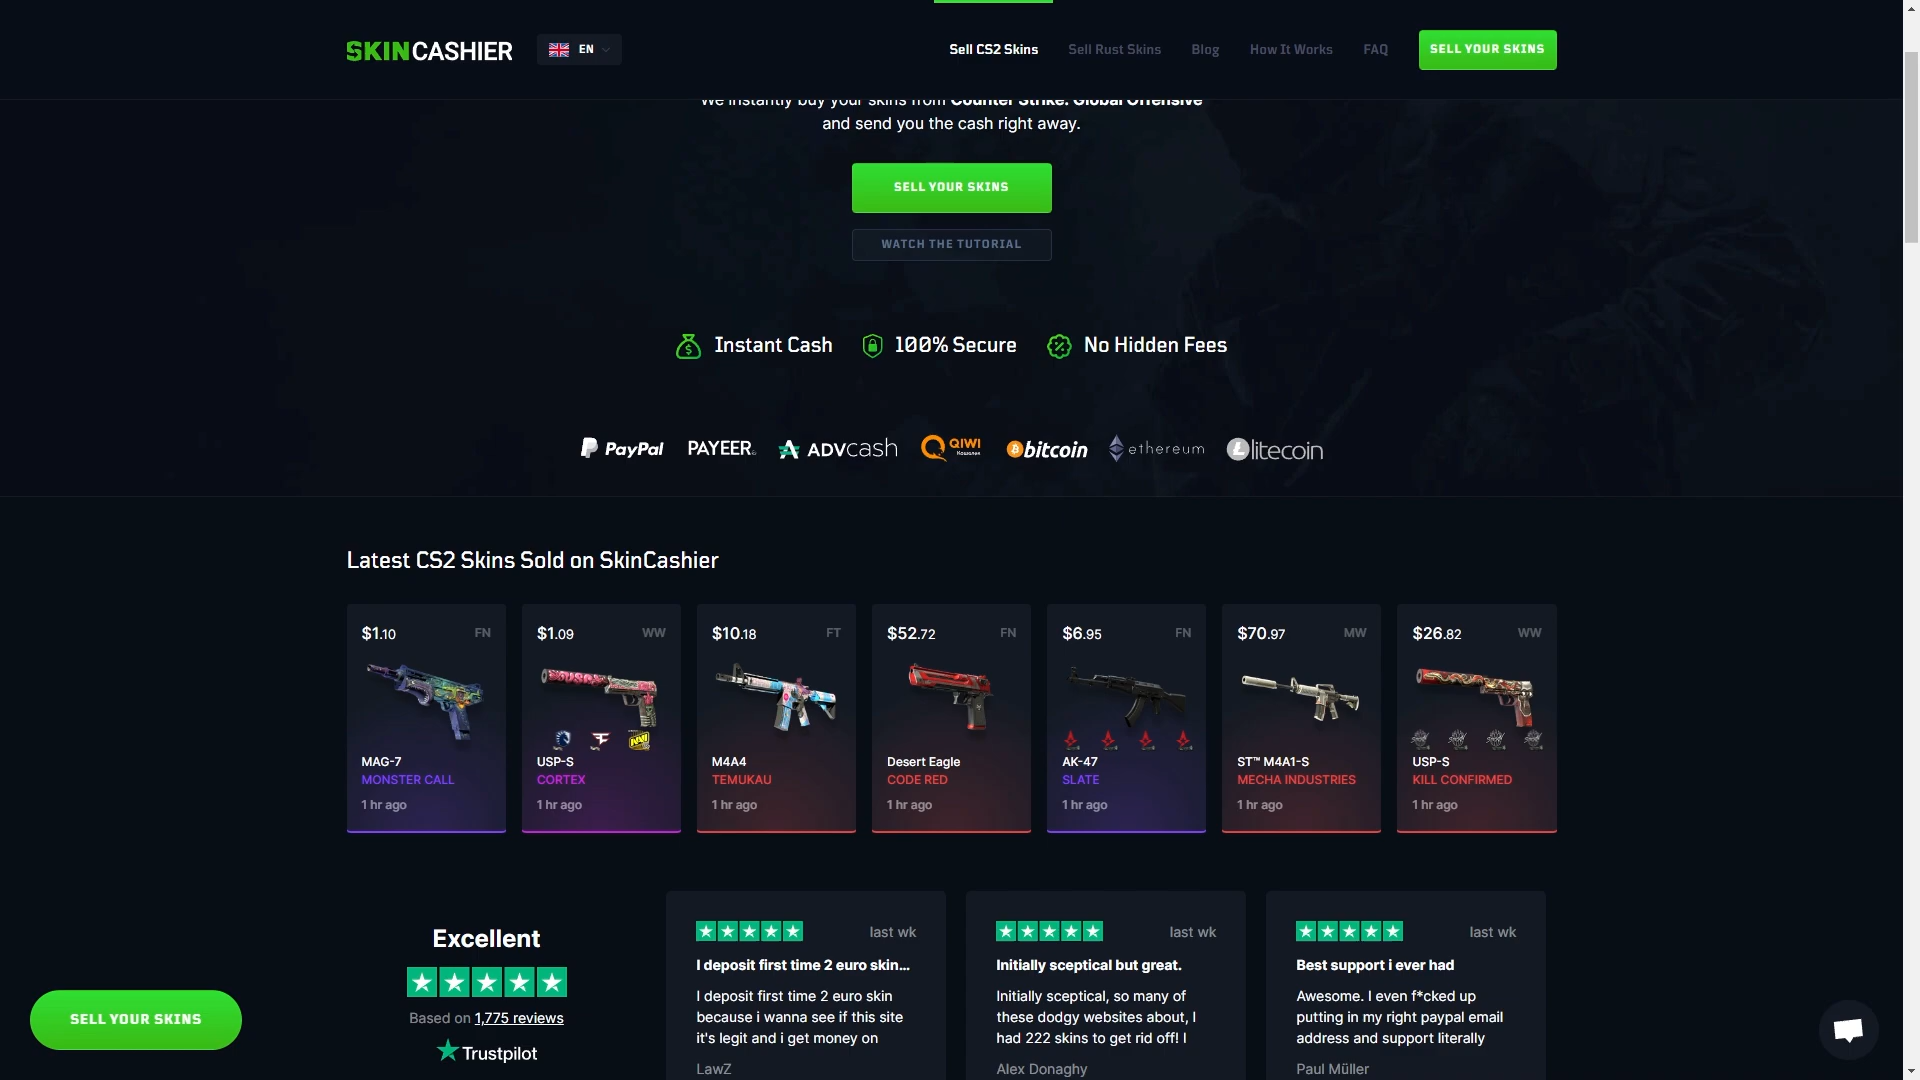 SKINCASHIER
EN
Sell CS2 Skins
Sell Rust Skins
Blog
How It Works
FAQ
SELL YOUR SKINS
We instantly buy your skins from Counter Strike: Global Offensive
and send you the cash right away.
SELL YOUR SKINS
WATCH THE TUTORIAL
Instant Cash
100% Secure
No Hidden Fees
PayPal
PAYEER
ADVcash
QIWI
Кошелек
bitcoin
ethereum
litecoin
Latest CS2 Skins Sold on SkinCashier
$1.10 FN
MAG-7
MONSTER CALL
1 hr ago
$1.09 WW
USP-S
CORTEX
1 hr ago
$10.18 FT
M4A4
TEMUKAU
1 hr ago
$52.72 FN
Desert Eagle
CODE RED
1 hr ago
$6.95 FN
AK-47
SLATE
1 hr ago
$70.97 MW
ST™ M4A1-S
MECHA INDUSTRIES
1 hr ago
$26.82 WW
USP-S
KILL CONFIRMED
1 hr ago
Excellent
Based on 1,775 reviews
Trustpilot
last wk
I deposit first time 2 euro skin...
I deposit first time 2 euro skin
because i wanna see if this site
it's legit and i get money on
LawZ
last wk
Initially sceptical but great.
Initially sceptical, so many of
these dodgy websites about, I
had 222 skins to get rid off! I
Alex Donaghy
last wk
Best support i ever had
Awesome. I even f*cked up
putting in my right paypal email
address and support literally
Paul Müller
SELL YOUR SKINS